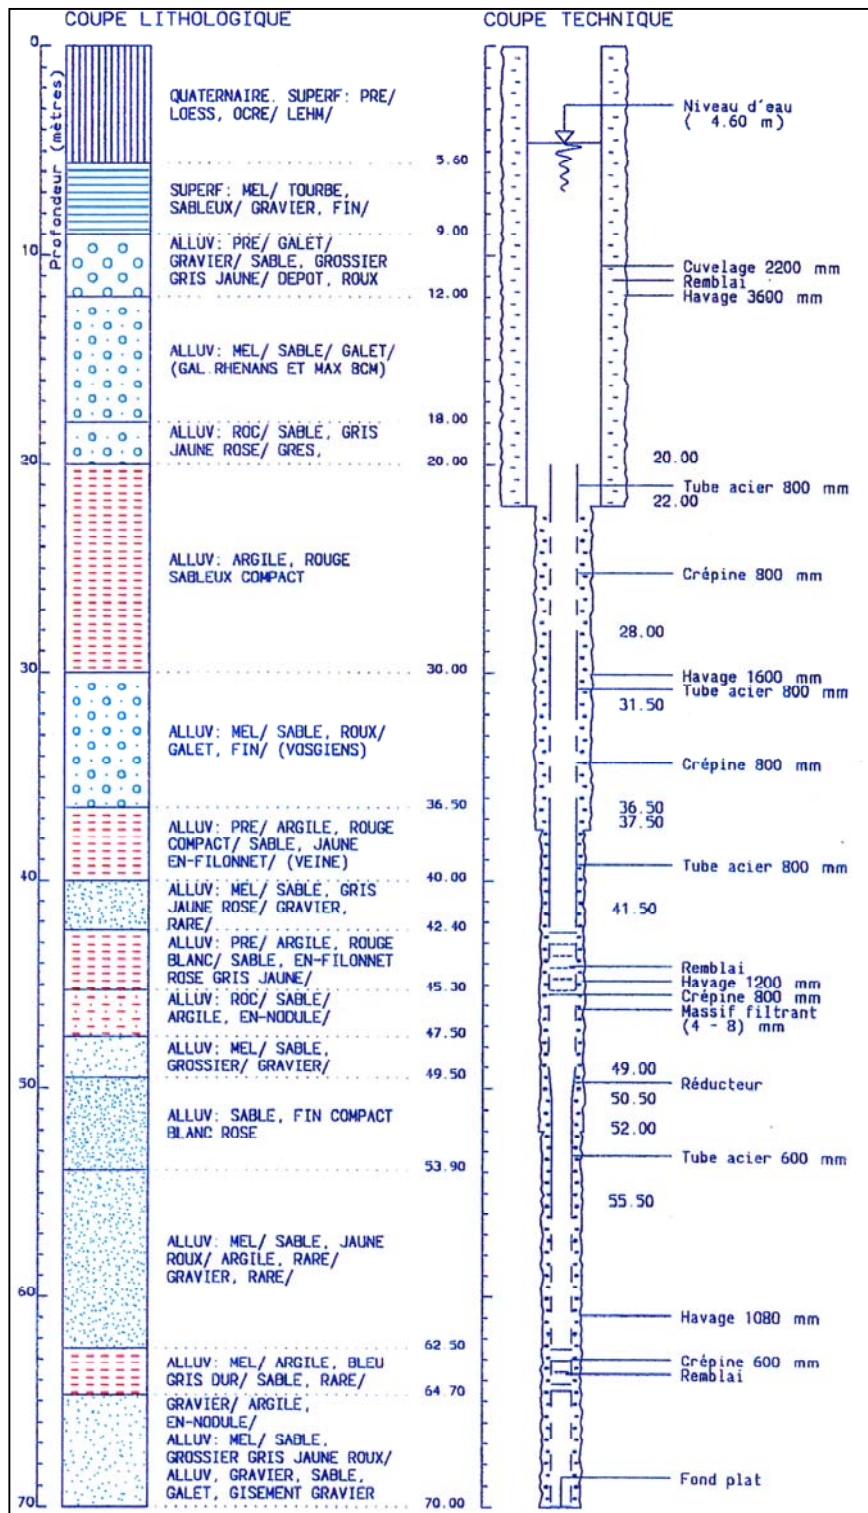 COUPE LITHOLOGIQUE
Profondeur (mètres)
0
QUATERNAIRE. SUPERF: PRE/
LOESS, OCRE/ LEHM/
5.60
SUPERF: MEL/ TOURBE,
SABLEUX/ GRAVIER, FIN/
9.00
10
ALLUV: PRE/ GALET/
GRAVIER/ SABLE, GROSSIER
GRIS JAUNE/ DEPOT, ROUX
12.00
ALLUV: MEL/ SABLE/ GALET/
(GAL.RHENANS ET MAX 8CM)
18.00
ALLUV: ROC/ SABLE, GRIS
JAUNE ROSE/ GRES,
20
20.00
ALLUV: ARGILE, ROUGE
SABLEUX COMPACT
30
30.00
ALLUV: MEL/ SABLE, ROUX/
GALET, FIN/ (VOSGIENS)
36.50
ALLUV: PRE/ ARGILE, ROUGE
COMPACT/ SABLE, JAUNE
EN-FILONNET/ (VEINE)
40
40.00
ALLUV: MEL/ SABLE, GRIS
JAUNE ROSE/ GRAVIER,
RARE/
42.40
ALLUV: PRE/ ARGILE, ROUGE
BLANC/ SABLE, EN-FILONNET
ROSE GRIS JAUNE/
45.30
ALLUV: ROC/ SABLE/
ARGILE, EN-NODULE/
47.50
ALLUV: MEL/ SABLE,
GROSSIER/ GRAVIER/
49.50
50
ALLUV: SABLE, FIN COMPACT
BLANC ROSE
53.90
ALLUV: MEL/ SABLE, JAUNE
ROUX/ ARGILE, RARE/
GRAVIER, RARE/
60
62.50
ALLUV: MEL/ ARGILE, BLEU
GRIS DUR/ SABLE, RARE/
64.70
GRAVIER/ ARGILE,
EN-NODULE/
ALLUV: MEL/ SABLE,
GROSSIER GRIS JAUNE ROUX/
ALLUV, GRAVIER, SABLE,
GALET, GISEMENT GRAVIER
70
70.00
COUPE TECHNIQUE
Niveau d'eau
( 4.60 m)
Cuvelage 2200 mm
Remblai
Havage 3600 mm
20.00
Tube acier 800 mm
22.00
Crépine 800 mm
28.00
Havage 1600 mm
Tube acier 800 mm
31.50
Crépine 800 mm
36.50
37.50
Tube acier 800 mm
41.50
Remblai
Havage 1200 mm
Crépine 800 mm
Massif filtrant
(4 - 8) mm
49.00
Réducteur
50.50
52.00
Tube acier 600 mm
55.50
Havage 1080 mm
Crépine 600 mm
Remblai
Fond plat